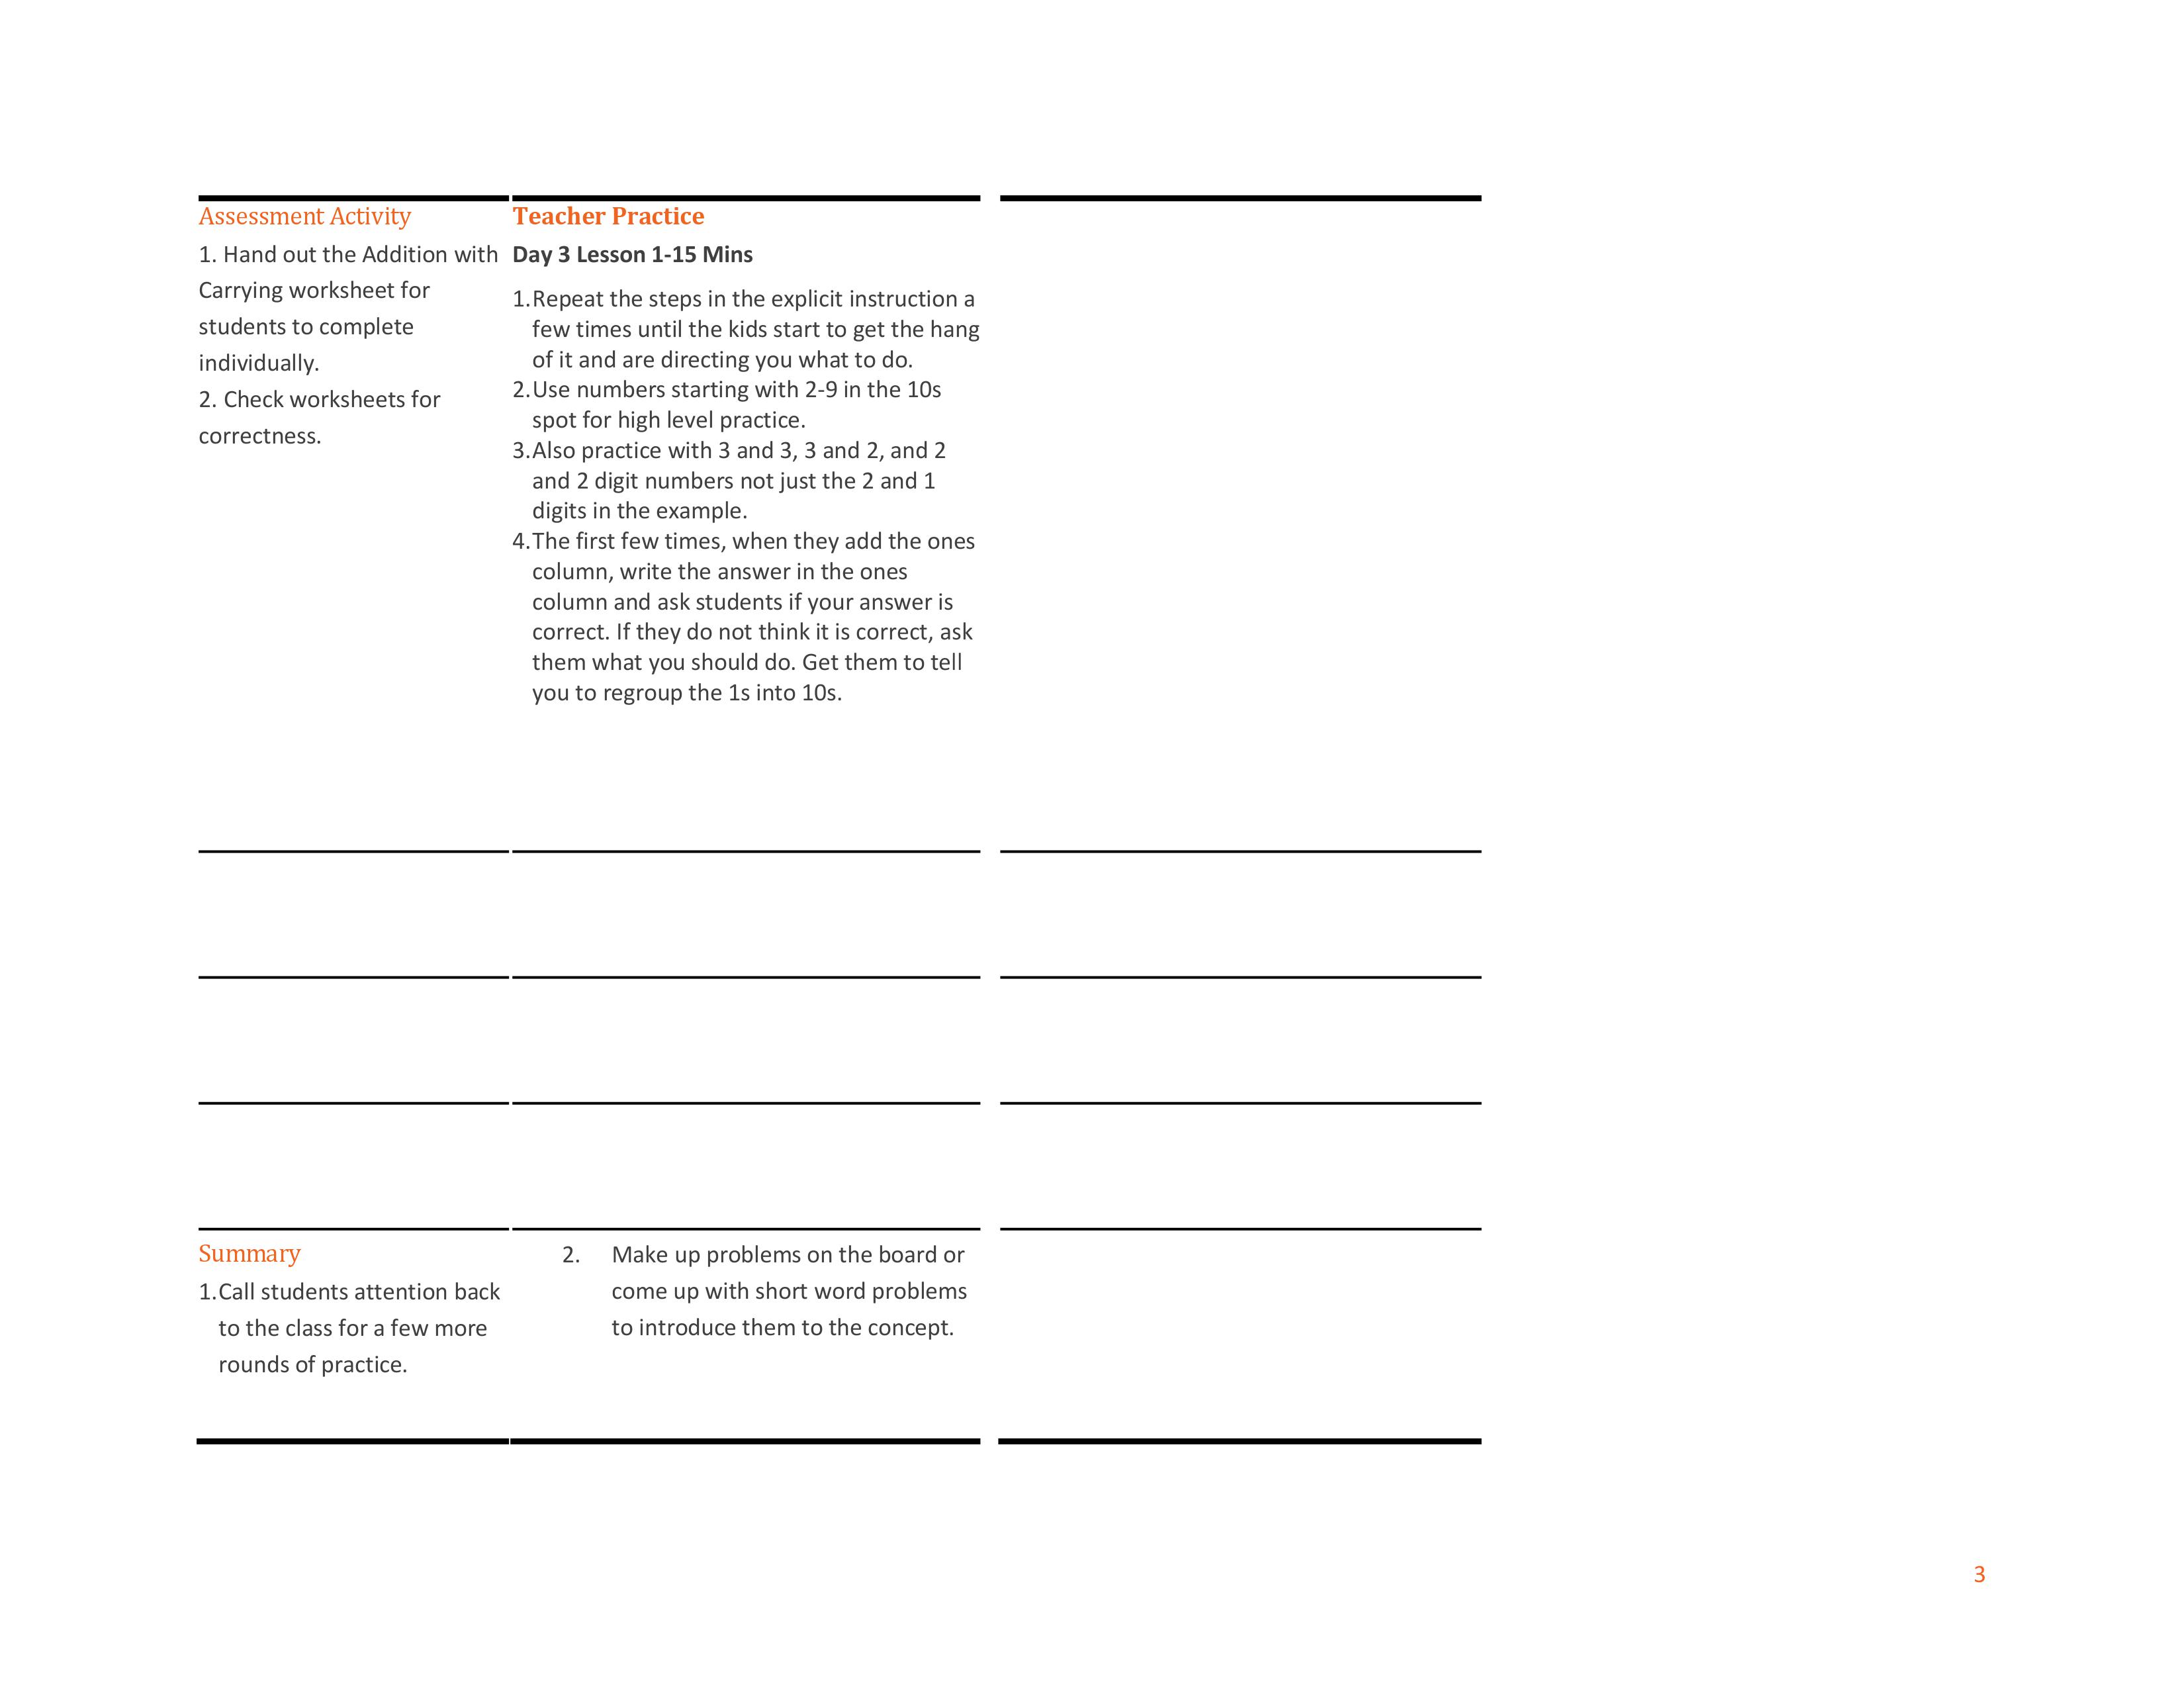 Assessment Activity
1. Hand out the Addition with
Carrying worksheet for
students to complete
individually.
2. Check worksheets for
correctness.
Teacher Practice
Day 3 Lesson 1-15 Mins
1.Repeat the steps in the explicit instruction a
few times until the kids start to get the hang
of it and are directing you what to do.
2.Use numbers starting with 2-9 in the 10s
spot for high level practice.
3.Also practice with 3 and 3, 3 and 2, and 2
and 2 digit numbers not just the 2 and 1
digits in the example.
4.The first few times, when they add the ones
column, write the answer in the ones
column and ask students if your answer is
correct. If they do not think it is correct, ask
them what you should do. Get them to tell
you to regroup the 1s into 10s.
Summary
1.Call students attention back
to the class for a few more
rounds of practice.
2. Make up problems on the board or
come up with short word problems
to introduce them to the concept.
3